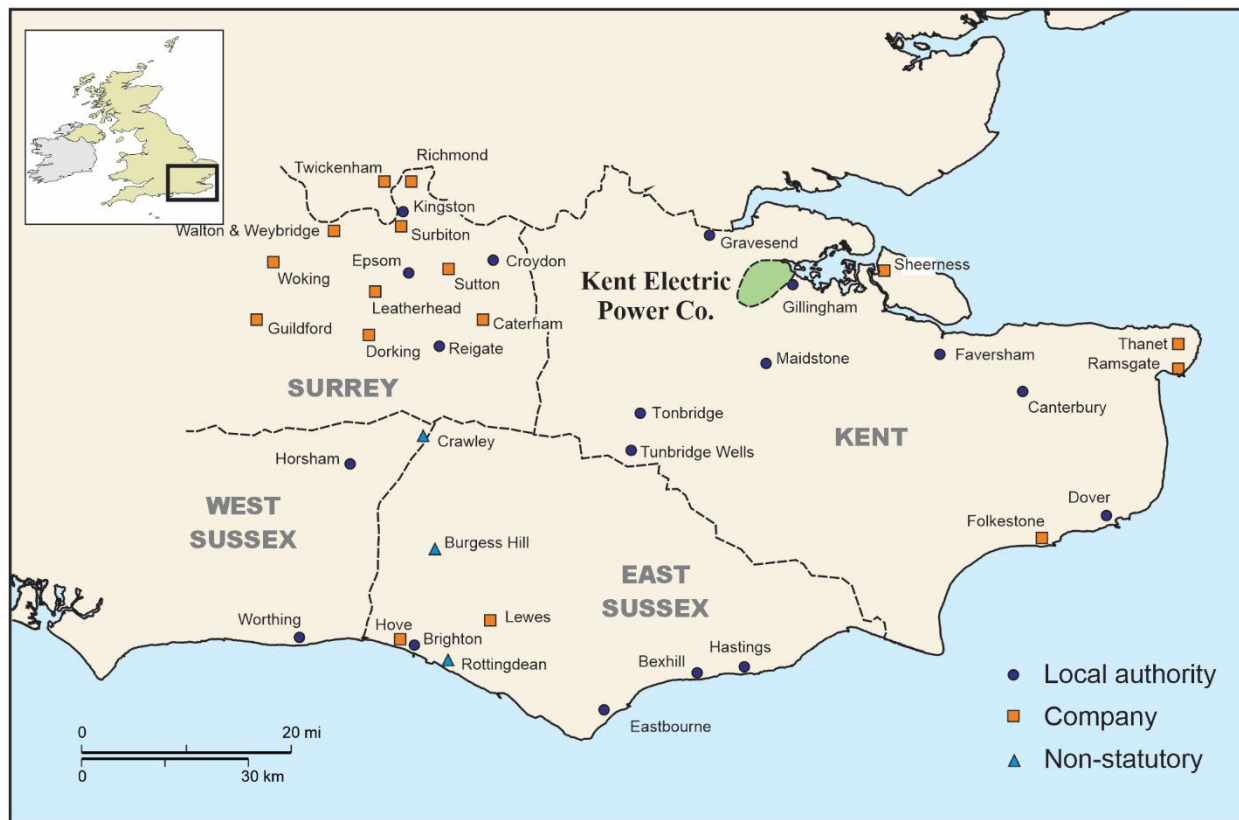 Richmond
Twickenham
Kingston
Walton & Weybridge
Surbiton
Gravesend
Epsom
Croydon
Sheerness
Woking
Sutton
Kent Electric
Power Co.
Gillingham
Leatherhead
Guildford
Caterham
Dorking
Reigate
Maidstone
Faversham
Thanet
Ramsgate
SURREY
Canterbury
Tonbridge
KENT
Crawley
Tunbridge Wells
Horsham
WEST
SUSSEX
Dover
Folkestone
Burgess Hill
EAST
SUSSEX
Lewes
Worthing
Hove
Brighton
Hastings
Rottingdean
Bexhill
Eastbourne
Local authority
Company
Non-statutory
0 20 mi
0 30 km